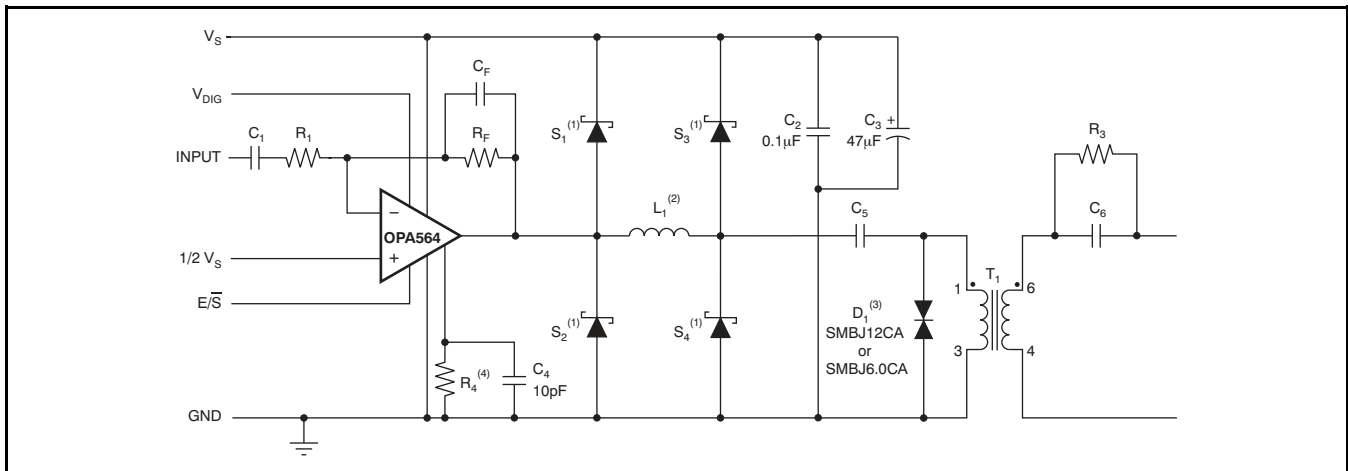 V_S
V_DIG
C_F
C_1
R_1
R_F
INPUT
S_1^(1)
S_3^(1)
C_2
0.1µF
C_3 +
47µF
R_3
−
OPA564
+
L_1^(2)
C_5
C_6
1/2 V_S
E/S̅
T_1
1
6
3
4
S_2^(1)
S_4^(1)
D_1^(3)
SMBJ12CA
or
SMBJ6.0CA
R_4^(4)
C_4
10pF
GND